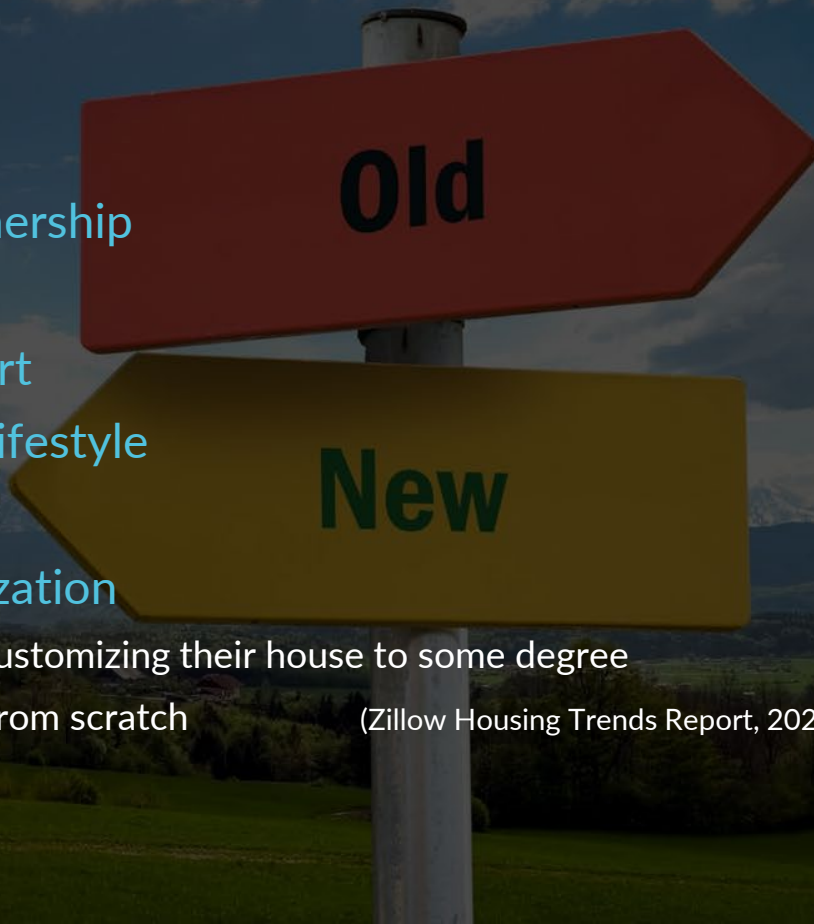 Old
nership
rt
ifestyle
New
zation
ustomizing their house to some degree
rom scratch (Zillow Housing Trends Report, 202